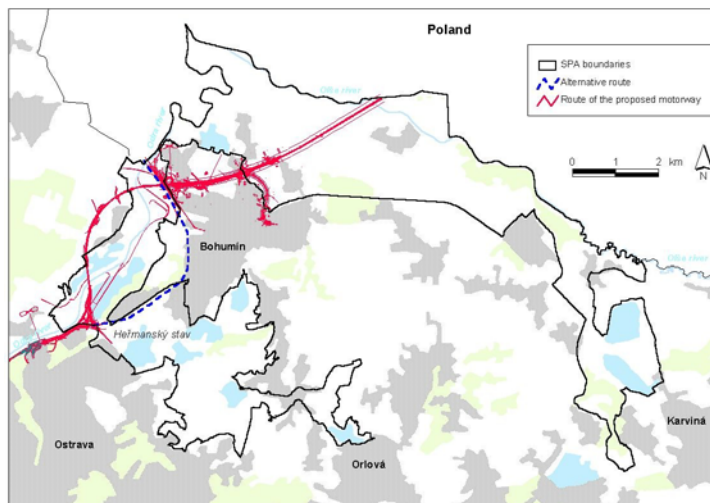 Poland
SPA boundaries
Alternative route
Route of the proposed motorway
0 1 2 km
N
Bohumín
Heřmanský stav
Ostrava
Orlová
Karviná
Olše river
Olše river